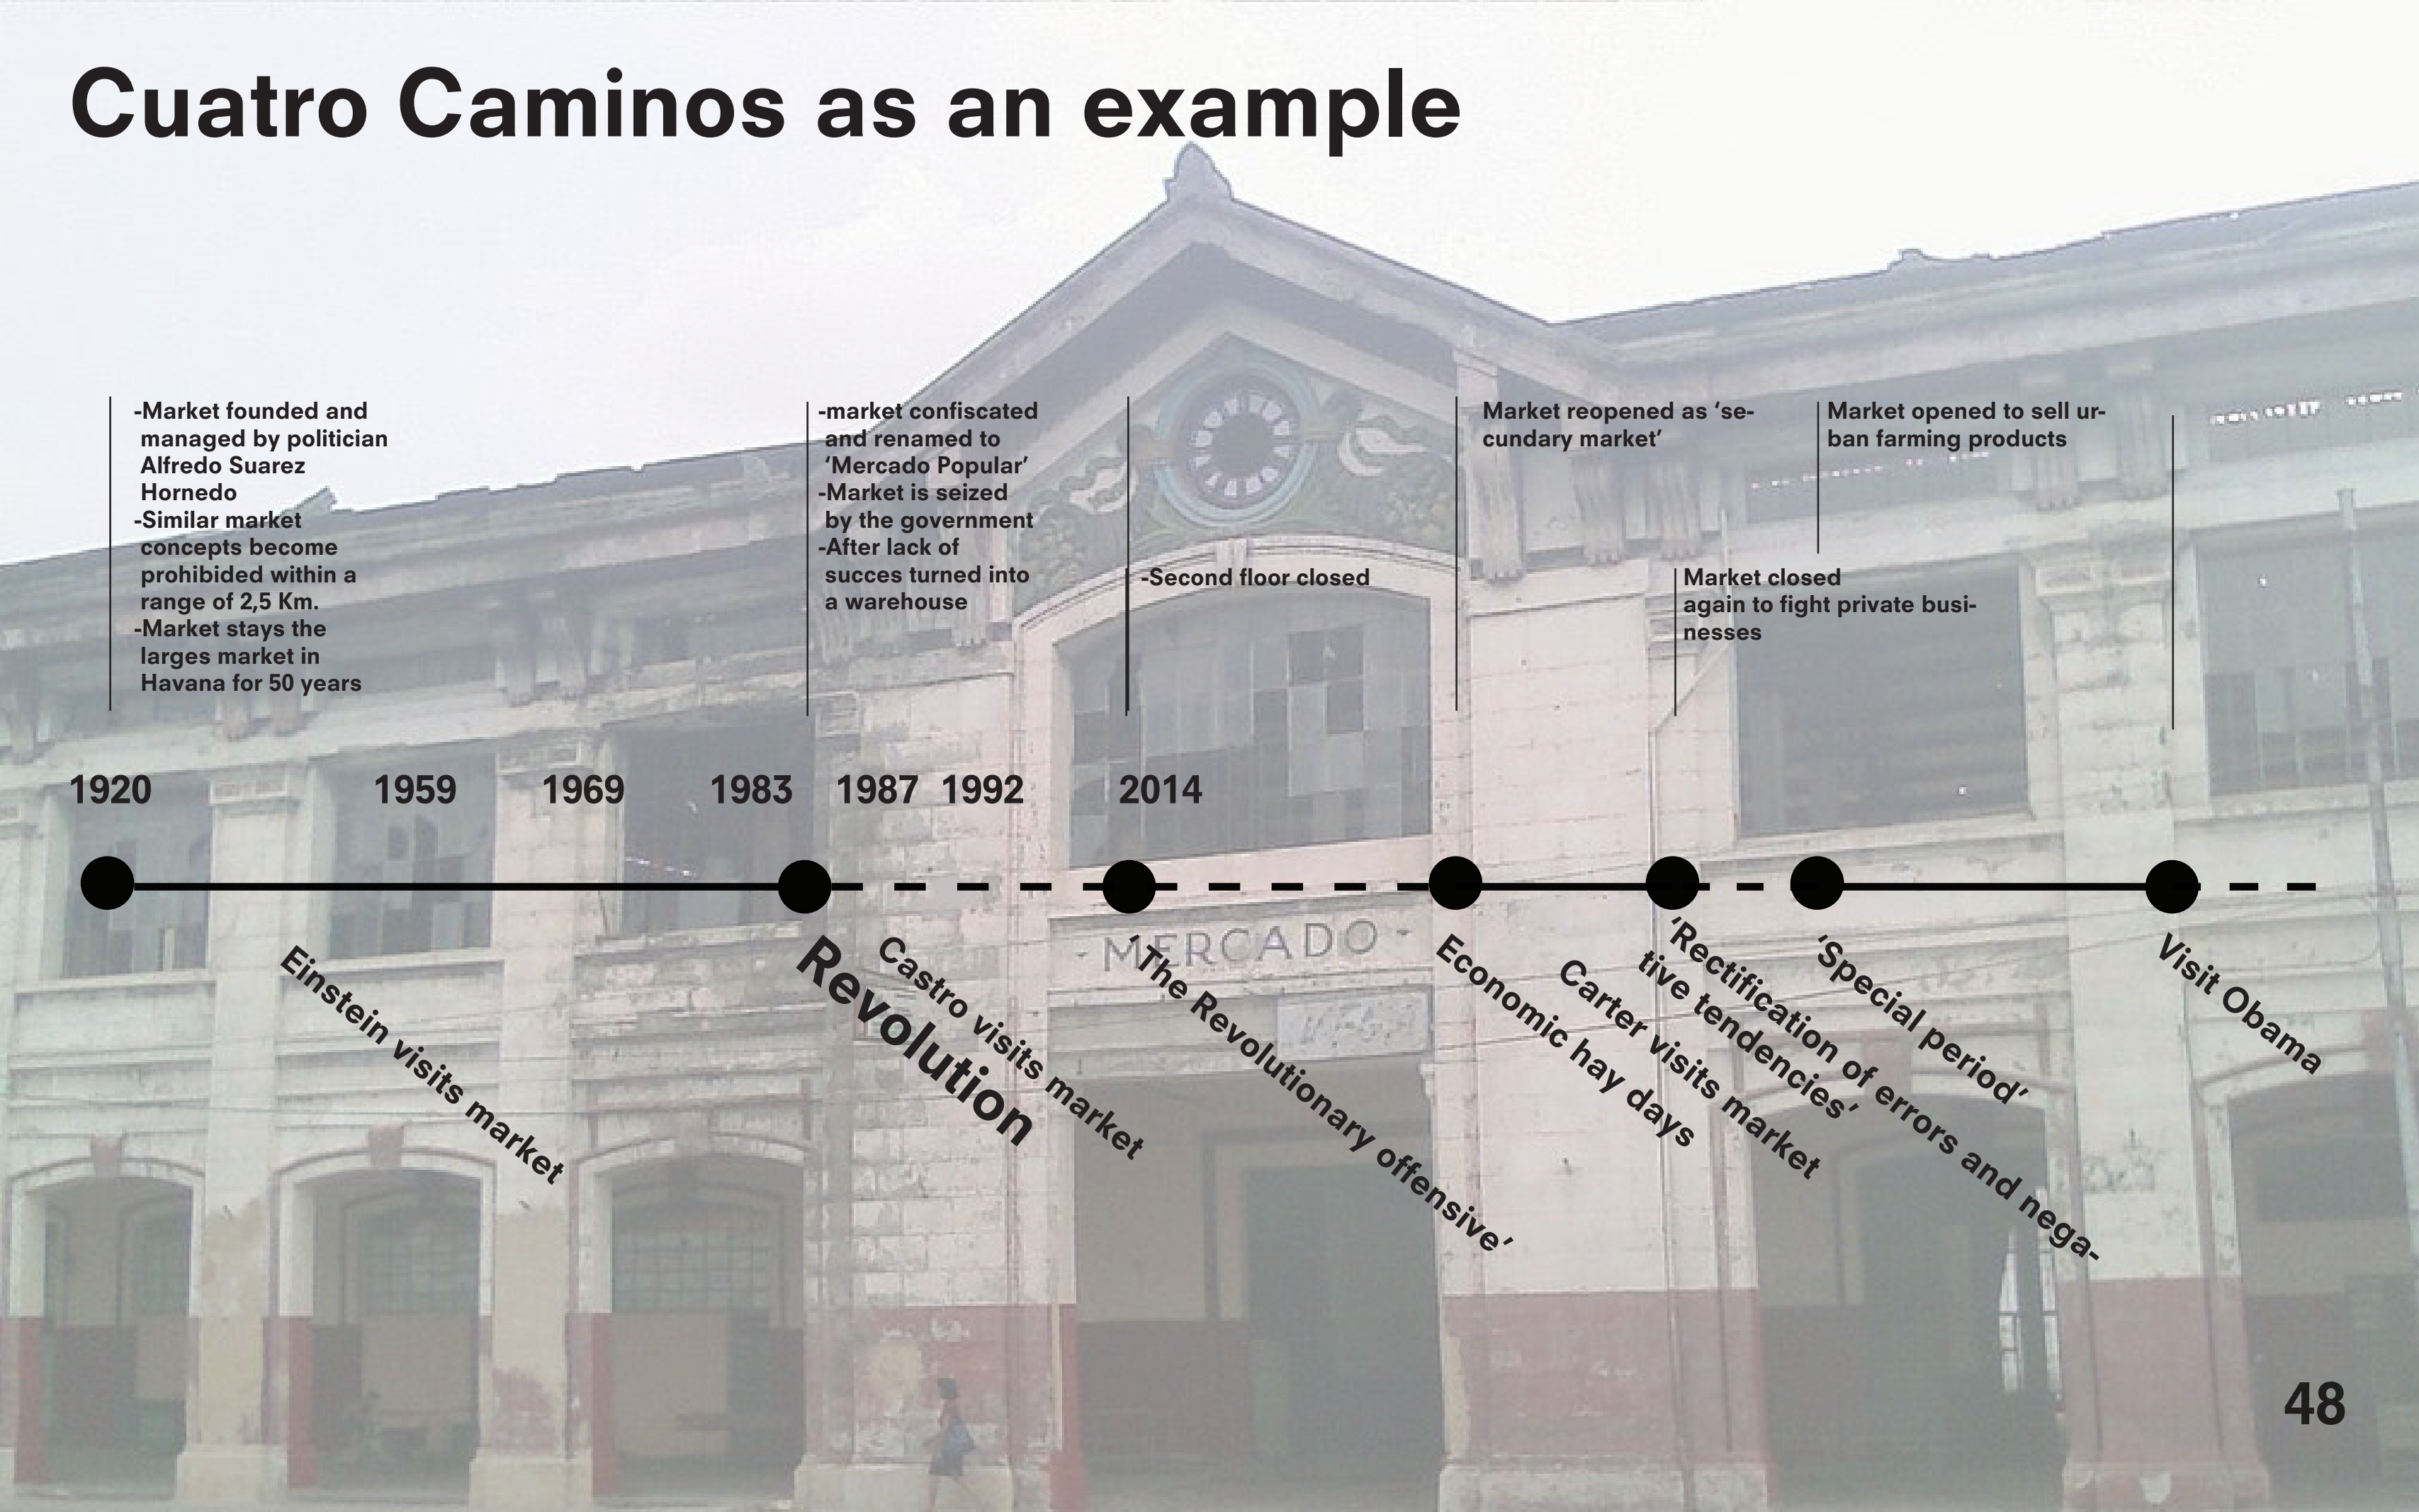 Cuatro Caminos as an example
-Market founded and
managed by politician
Alfredo Suarez
Hornedo
-Similar market
concepts become
prohibided within a
range of 2,5 Km.
-Market stays the
larges market in
Havana for 50 years
-market confiscated
and renamed to
‘Mercado Popular’
-Market is seized
by the government
-After lack of
succes turned into
a warehouse
-Second floor closed
Market reopened as ‘se-
cundary market’
Market closed
again to fight private busi-
nesses
Market opened to sell ur-
ban farming products
1920 1959 1969 1983 1987 1992 2014
Einstein visits market
Revolution
Castro visits market
- MERCADO -
‘The Revolutionary offensive’
Economic hay days
Carter visits market
‘Rectification of errors and nega-
tive tendencies’
‘Special period’
Visit Obama
48